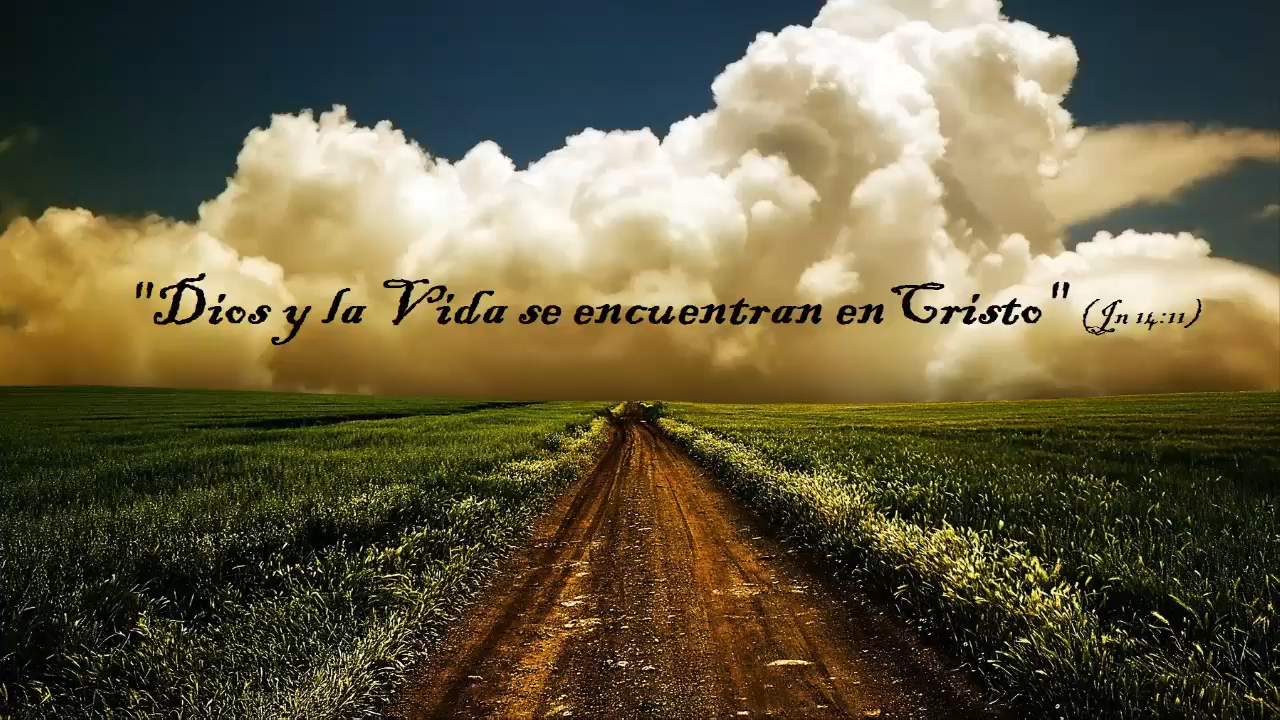 "Dios y la Vida se encuentran en Cristo" (Jn 14:11)